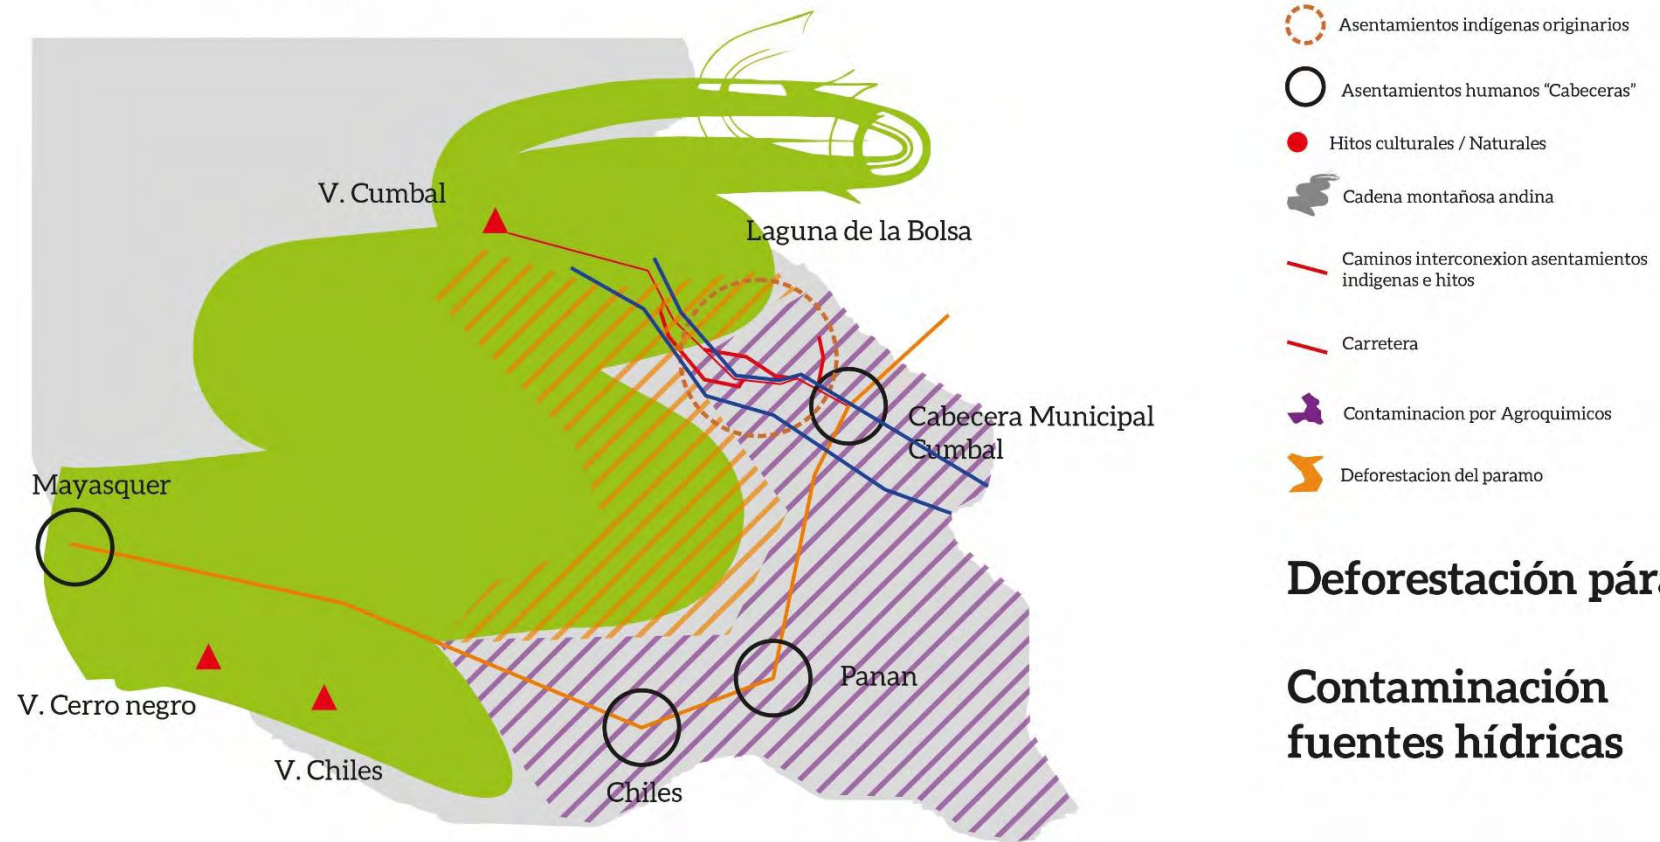 V. Cumbal
Laguna de la Bolsa
Cabecera Municipal
Cumbal
Mayasquer
V. Cerro negro
V. Chiles
Chiles
Panan
Asentamientos indígenas originarios
Asentamientos humanos “Cabeceras”
Hitos culturales / Naturales
Cadena montañosa andina
Caminos interconexion asentamientos
indigenas e hitos
Carretera
Contaminacion por Agroquimicos
Deforestacion del paramo
Deforestación
Contaminación
fuentes hídricas